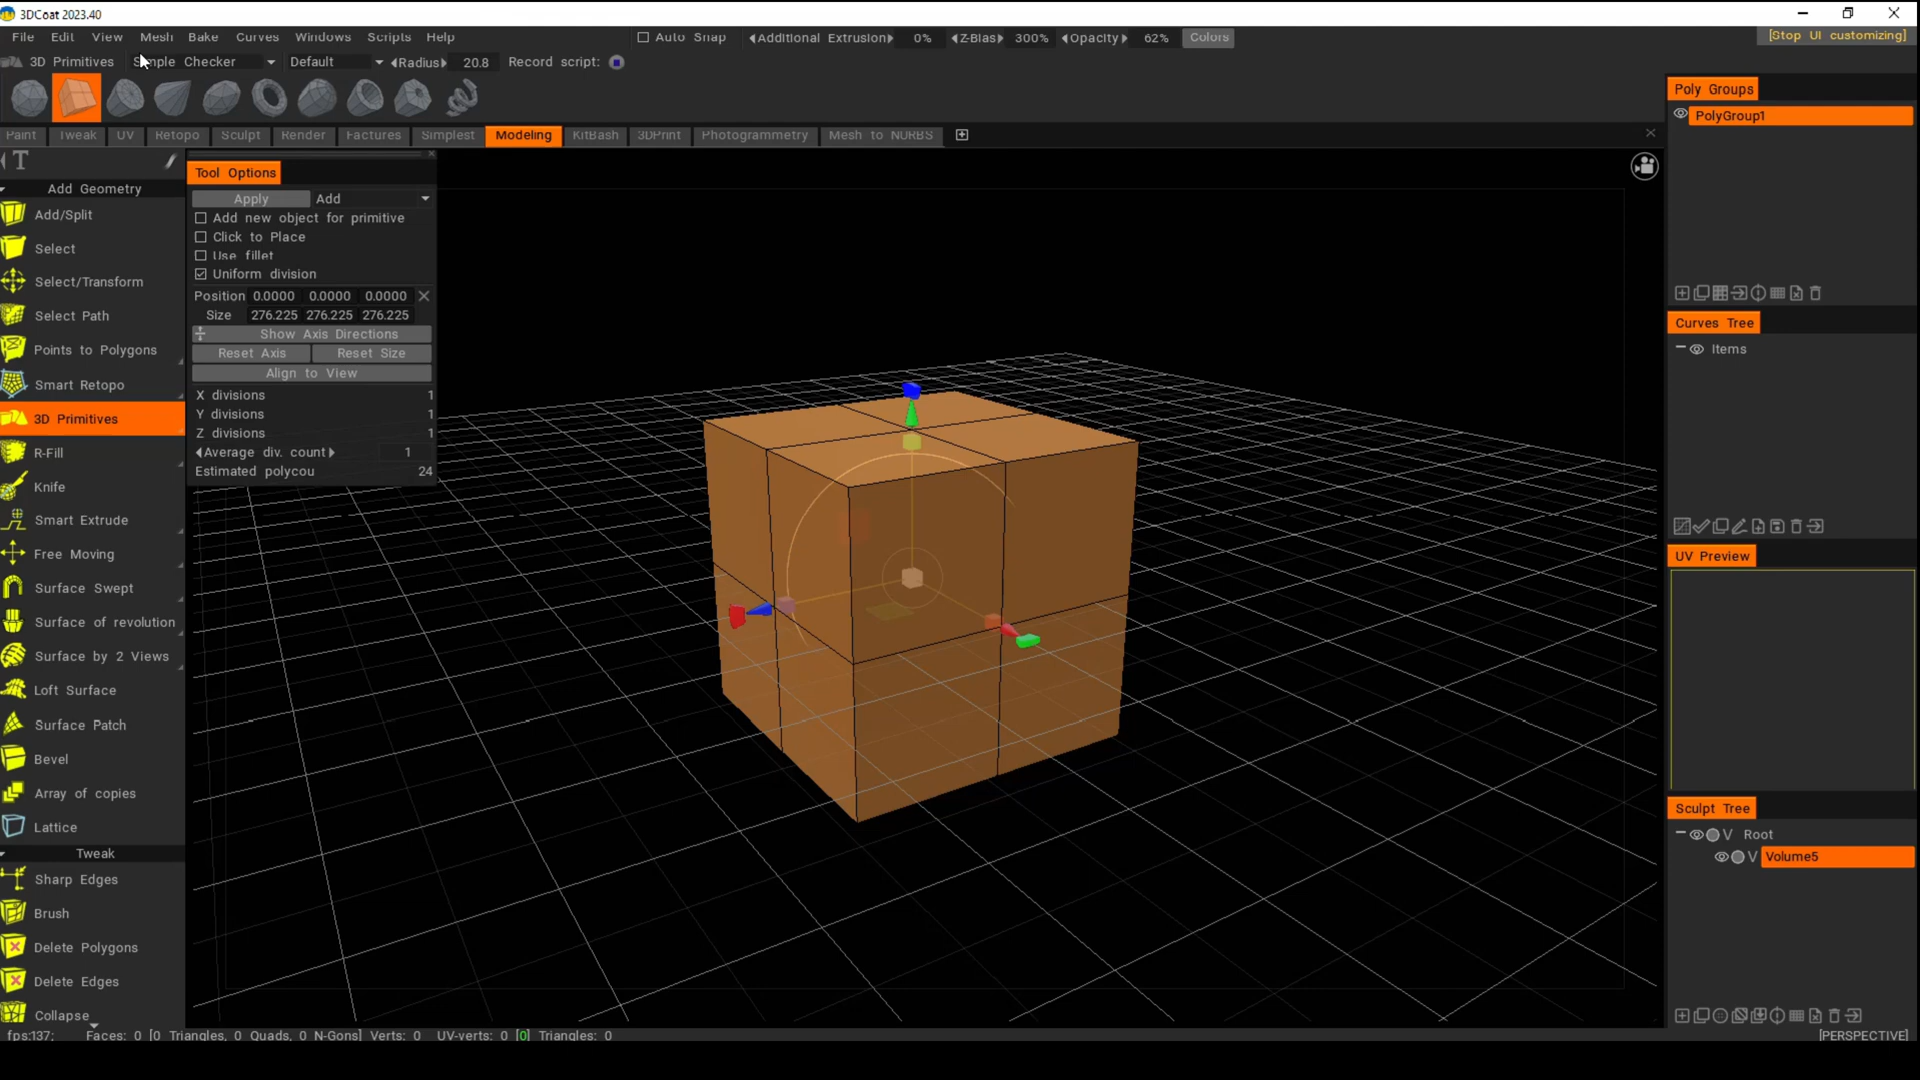 3DCoat 2023.40
File Edit View Mesh Bake Curves Windows Scripts Help
Auto Snap Additional Extrusion 0% Z-Bias 300% Opacity 62% Colors
[Stop UI customizing]
3D Primitives Simple Checker Default Radius 20.8 Record script:
Paint Tweak UV Retopo Sculpt Render Factures Simplest Modeling KitBash 3DPrint Photogrammetry Mesh to NURBS
T
Add Geometry
Add/Split
Select
Select/Transform
Select Path
Points to Polygons
Smart Retopo
3D Primitives
R-Fill
Knife
Smart Extrude
Free Moving
Surface Swept
Surface of revolution
Surface by 2 Views
Loft Surface
Surface Patch
Bevel
Array of copies
Lattice
Tweak
Sharp Edges
Brush
Delete Polygons
Delete Edges
Collapse
Tool Options
Apply Add
Add new object for primitive
Click to Place
Use fillet
Uniform division
Position 0.0000 0.0000 0.0000
Size 276.225 276.225 276.225
Show Axis Directions
Reset Axis Reset Size
Align to View
X divisions 1
Y divisions 1
Z divisions 1
Average div. count 1
Estimated polycou 24
Poly Groups
PolyGroup1
Curves Tree
Items
UV Preview
Sculpt Tree
V Root
V Volume5
fps:137; Faces: 0 [0 Triangles, 0 Quads, 0 N-Gons] Verts: 0 UV-verts: 0 [0] Triangles: 0
[PERSPECTIVE]